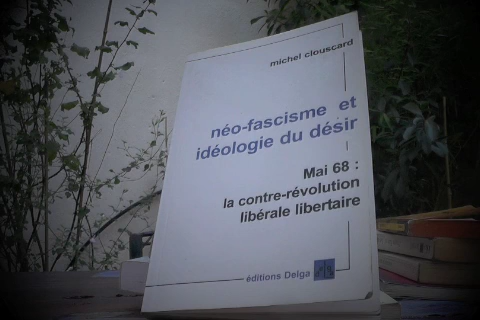 michel clouscard
néo-fascisme et
idéologie du désir
Mai 68 :
la contre-révolution
libérale libertaire
éditions Delga